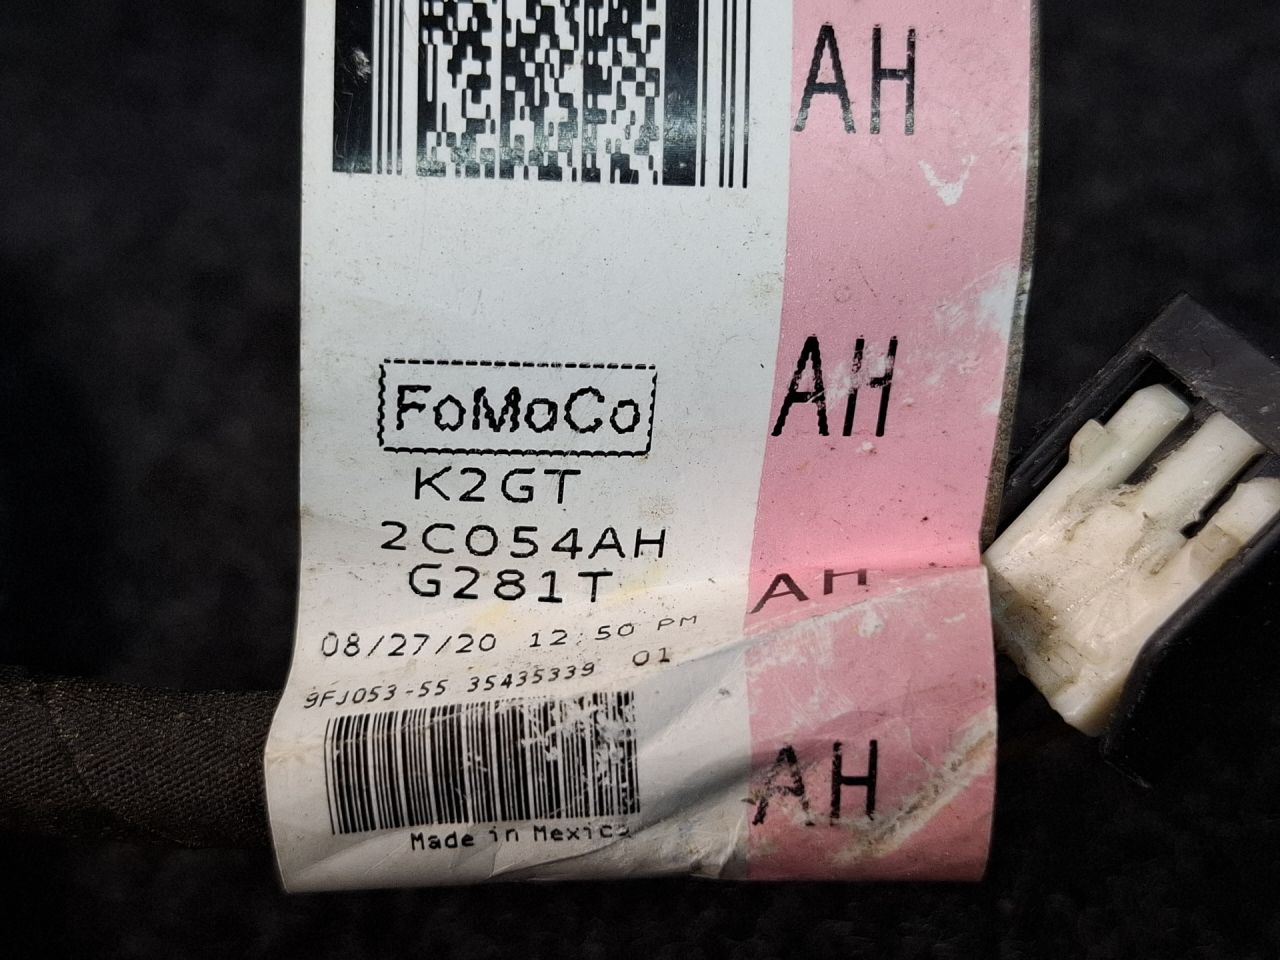 AH
AH
FoMoCo
K2GT
2C054AH
G281T
AH
08/27/20 12:50 PM
9FJ053-55 35435339 01
AH
Made in Mexico